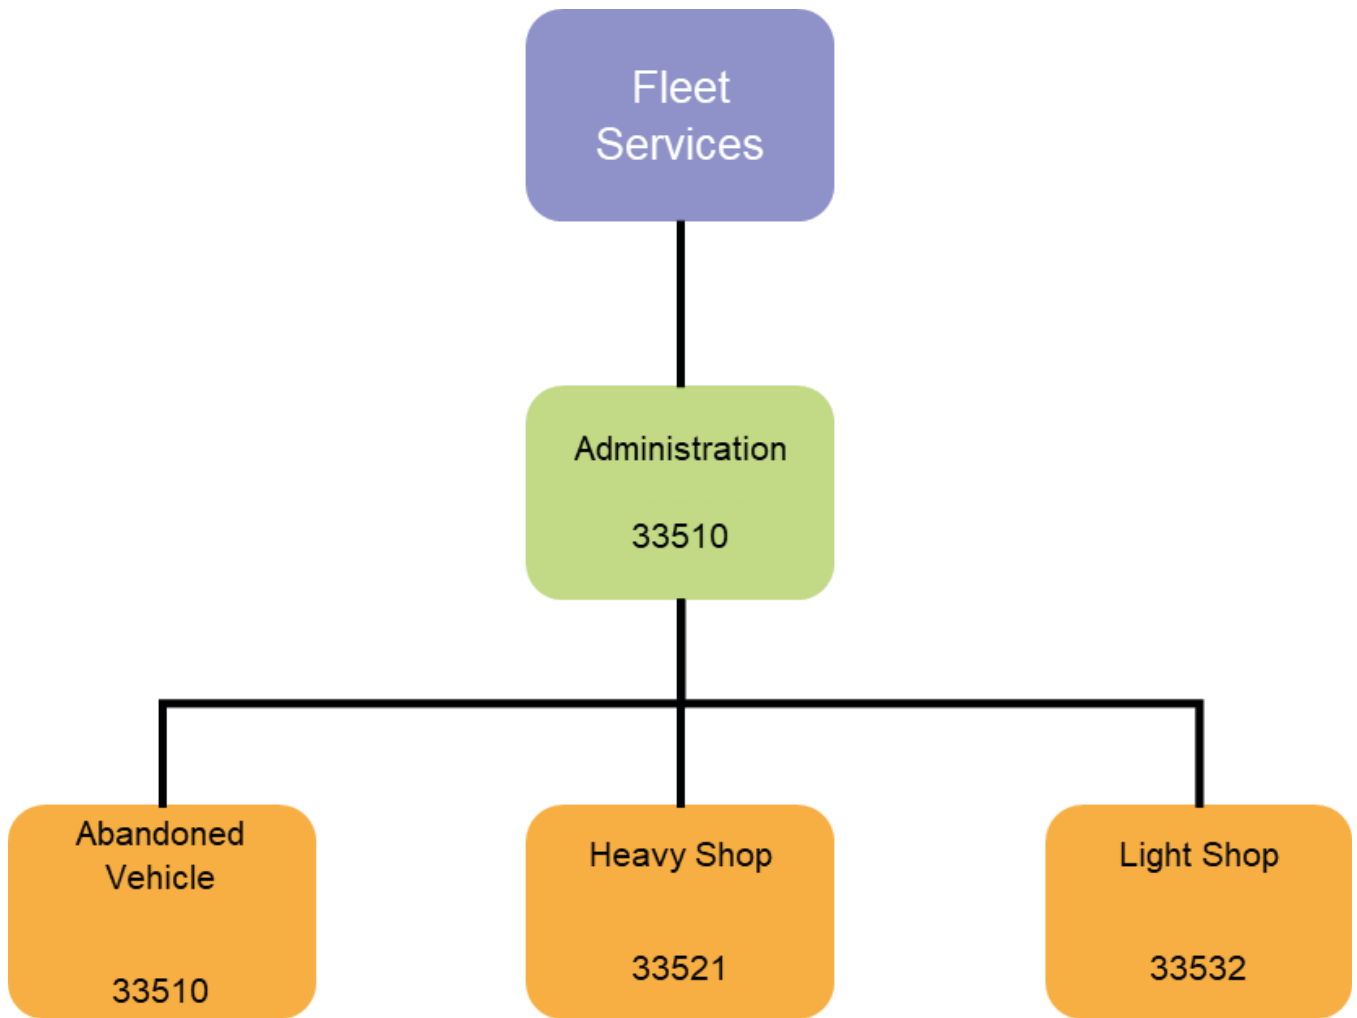 Fleet
Services
Administration
33510
Abandoned
Vehicle
33510
Heavy Shop
33521
Light Shop
33532